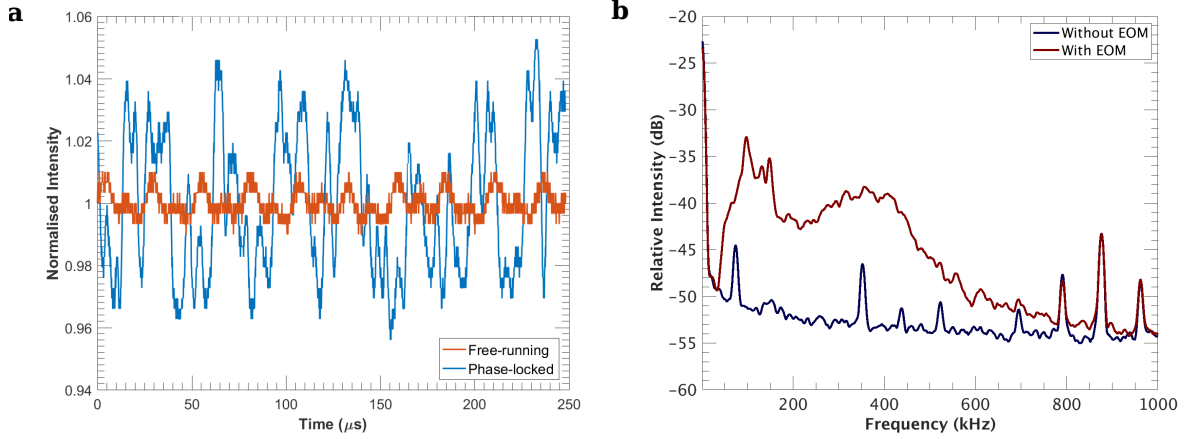 a
1.06
1.04
1.02
1
0.98
0.96
0.94
Normalised Intensity
0
50
100
150
200
250
Time (μs)
Free-running
Phase-locked
b
−20
−25
−30
−35
−40
−45
−50
−55
−60
Relative Intensity (dB)
200
400
600
800
1000
Frequency (kHz)
Without EOM
With EOM